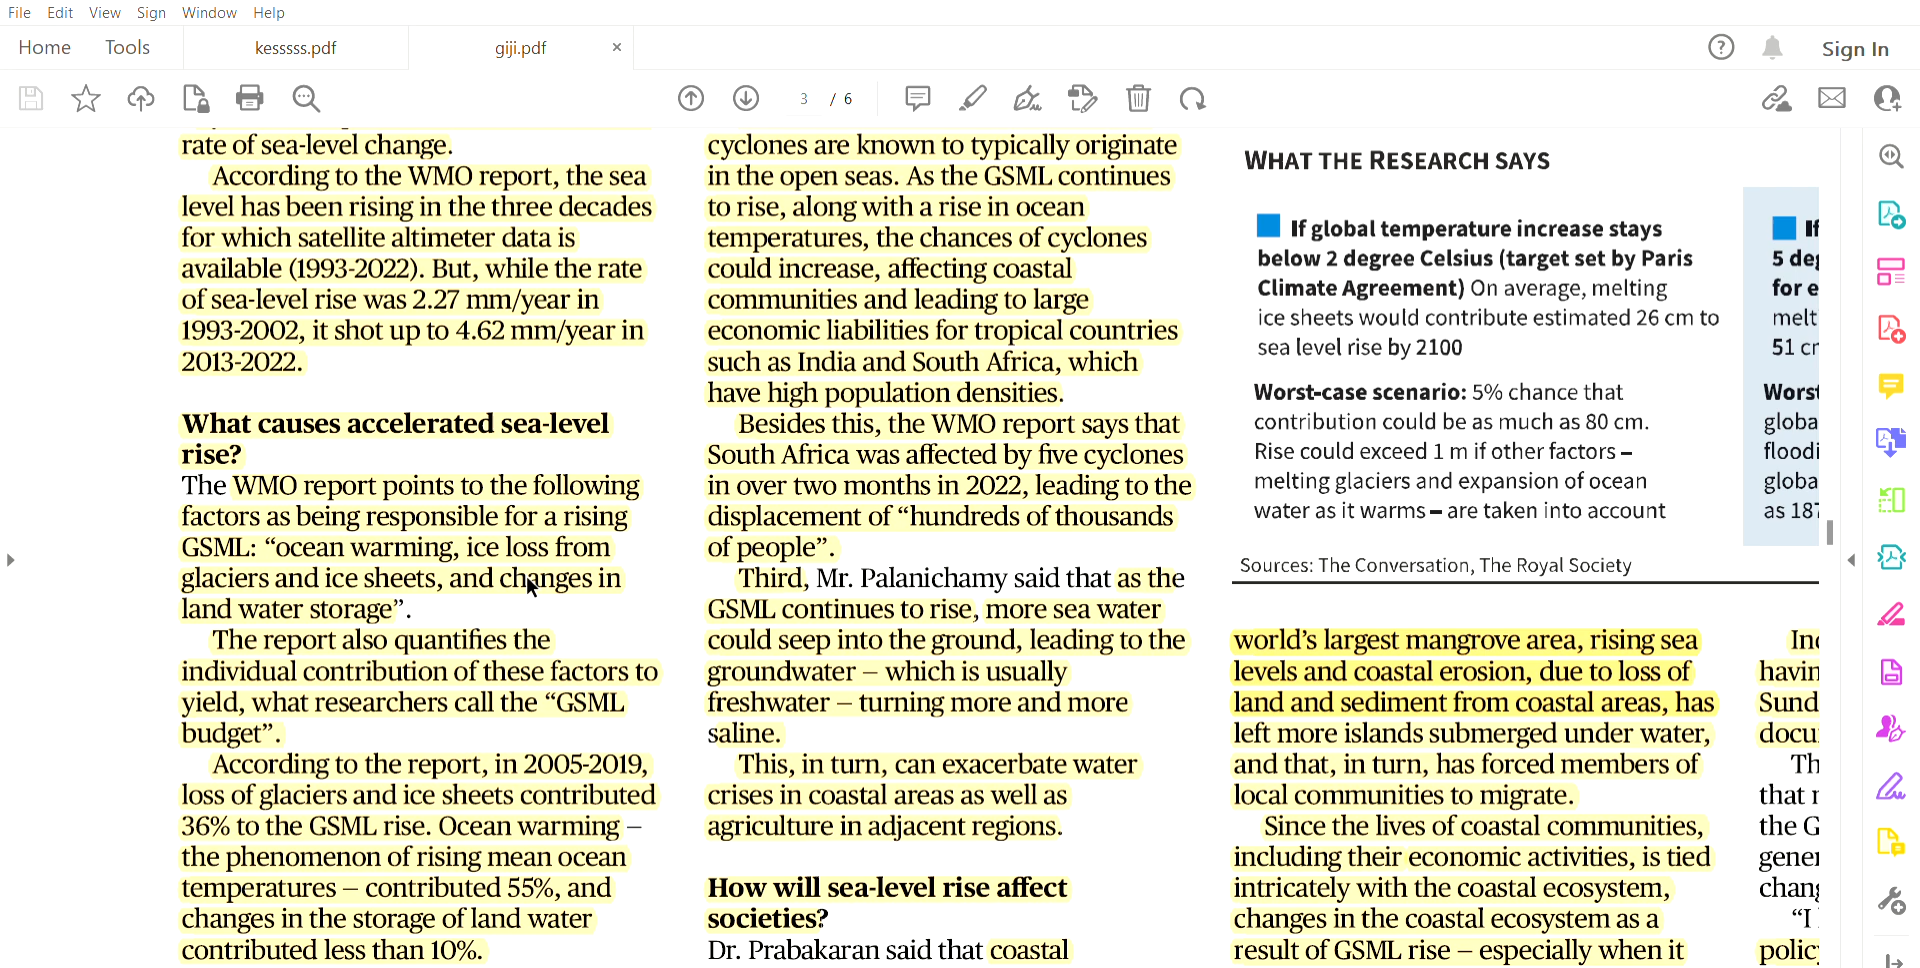 File Edit View Sign Window Help
Home Tools kesssss.pdf giji.pdf × ? Sign In
3 / 6
rate of sea-level change.
According to the WMO report, the sea
level has been rising in the three decades
for which satellite altimeter data is
available (1993-2022). But, while the rate
of sea-level rise was 2.27 mm/year in
1993-2002, it shot up to 4.62 mm/year in
2013-2022.
What causes accelerated sea-level
rise?
The WMO report points to the following
factors as being responsible for a rising
GSML: “ocean warming, ice loss from
glaciers and ice sheets, and changes in
land water storage”.
The report also quantifies the
individual contribution of these factors to
yield, what researchers call the “GSML
budget”.
According to the report, in 2005-2019,
loss of glaciers and ice sheets contributed
36% to the GSML rise. Ocean warming –
the phenomenon of rising mean ocean
temperatures – contributed 55%, and
changes in the storage of land water
contributed less than 10%.
cyclones are known to typically originate
in the open seas. As the GSML continues
to rise, along with a rise in ocean
temperatures, the chances of cyclones
could increase, affecting coastal
communities and leading to large
economic liabilities for tropical countries
such as India and South Africa, which
have high population densities.
Besides this, the WMO report says that
South Africa was affected by five cyclones
in over two months in 2022, leading to the
displacement of “hundreds of thousands
of people”.
Third, Mr. Palanichamy said that as the
GSML continues to rise, more sea water
could seep into the ground, leading to the
groundwater – which is usually
freshwater – turning more and more
saline.
This, in turn, can exacerbate water
crises in coastal areas as well as
agriculture in adjacent regions.
How will sea-level rise affect
societies?
Dr. Prabakaran said that coastal
WHAT THE RESEARCH SAYS
If global temperature increase stays
below 2 degree Celsius (target set by Paris
Climate Agreement) On average, melting
ice sheets would contribute estimated 26 cm to
sea level rise by 2100
Worst-case scenario: 5% chance that
contribution could be as much as 80 cm.
Rise could exceed 1 m if other factors –
melting glaciers and expansion of ocean
water as it warms – are taken into account
If
5 deg
for e
melt
51 cr
Worst
globa
floodi
globa
as 187
Sources: The Conversation, The Royal Society
world’s largest mangrove area, rising sea
levels and coastal erosion, due to loss of
land and sediment from coastal areas, has
left more islands submerged under water,
and that, in turn, has forced members of
local communities to migrate.
Since the lives of coastal communities,
including their economic activities, is tied
intricately with the coastal ecosystem,
changes in the coastal ecosystem as a
result of GSML rise – especially when it
Ind
havin
Sund
docu
Th
that
the G
gener
chang
“I
policy